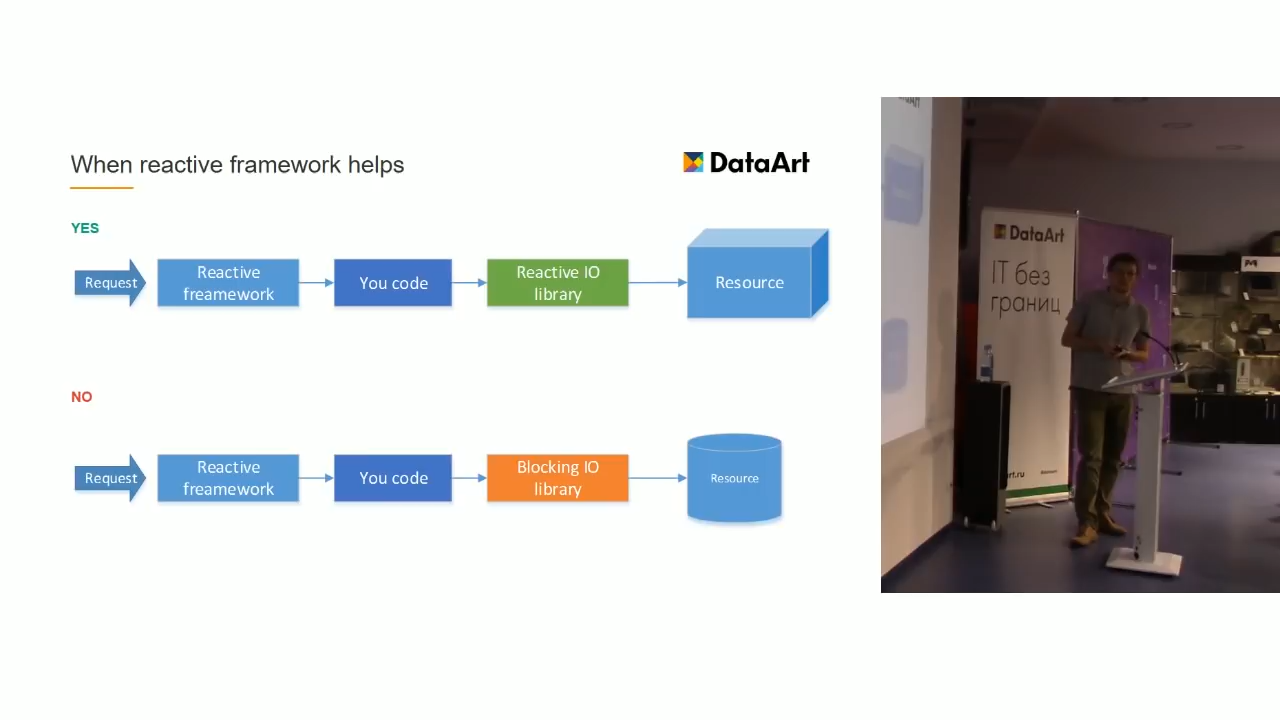 When reactive framework helps
DataArt
YES
Request
Reactive
freamework
You code
Reactive IO
library
Resource
NO
Request
Reactive
freamework
You code
Blocking IO
library
Resource
DataArt
IT без
границ